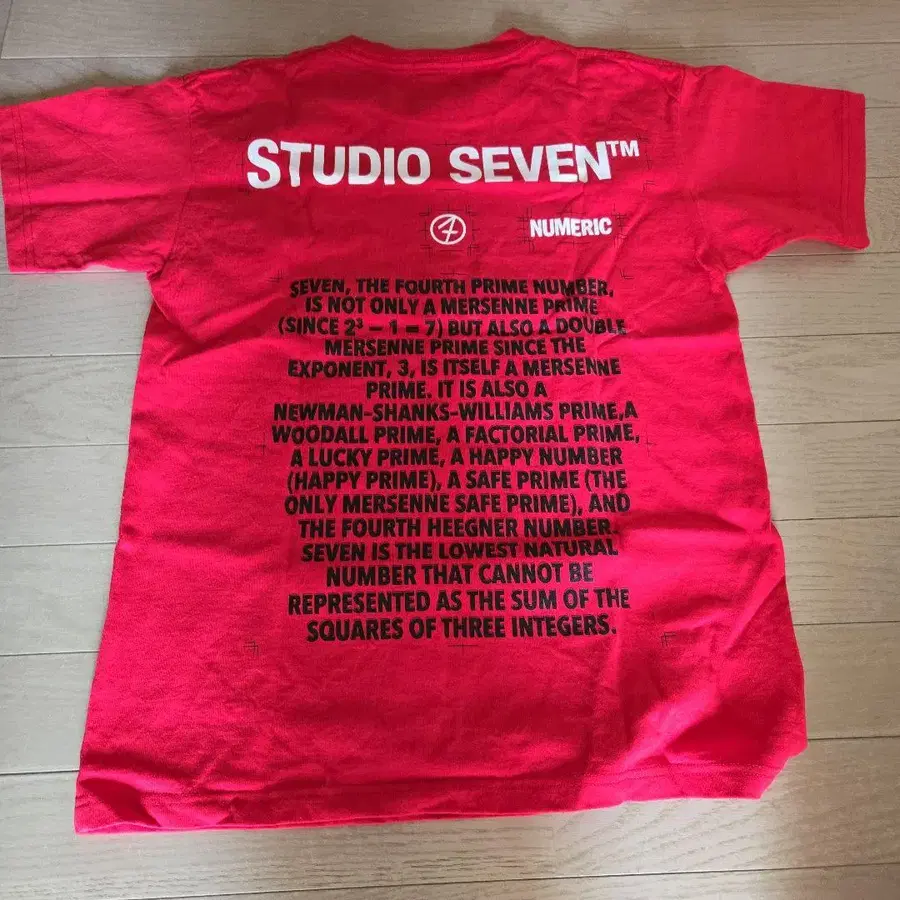 STUDIO SEVEN™
7 NUMERIC
SEVEN, THE FOURTH PRIME NUMBER,
IS NOT ONLY A MERSENNE PRIME
(SINCE 2³ – 1 = 7) BUT ALSO A DOUBLE
MERSENNE PRIME SINCE THE
EXPONENT, 3, IS ITSELF A MERSENNE
PRIME. IT IS ALSO A
NEWMAN-SHANKS-WILLIAMS PRIME,A
WOODALL PRIME, A FACTORIAL PRIME,
A LUCKY PRIME, A HAPPY NUMBER
(HAPPY PRIME), A SAFE PRIME (THE
ONLY MERSENNE SAFE PRIME), AND
THE FOURTH HEEGNER NUMBER.
SEVEN IS THE LOWEST NATURAL
NUMBER THAT CANNOT BE
REPRESENTED AS THE SUM OF THE
SQUARES OF THREE INTEGERS.